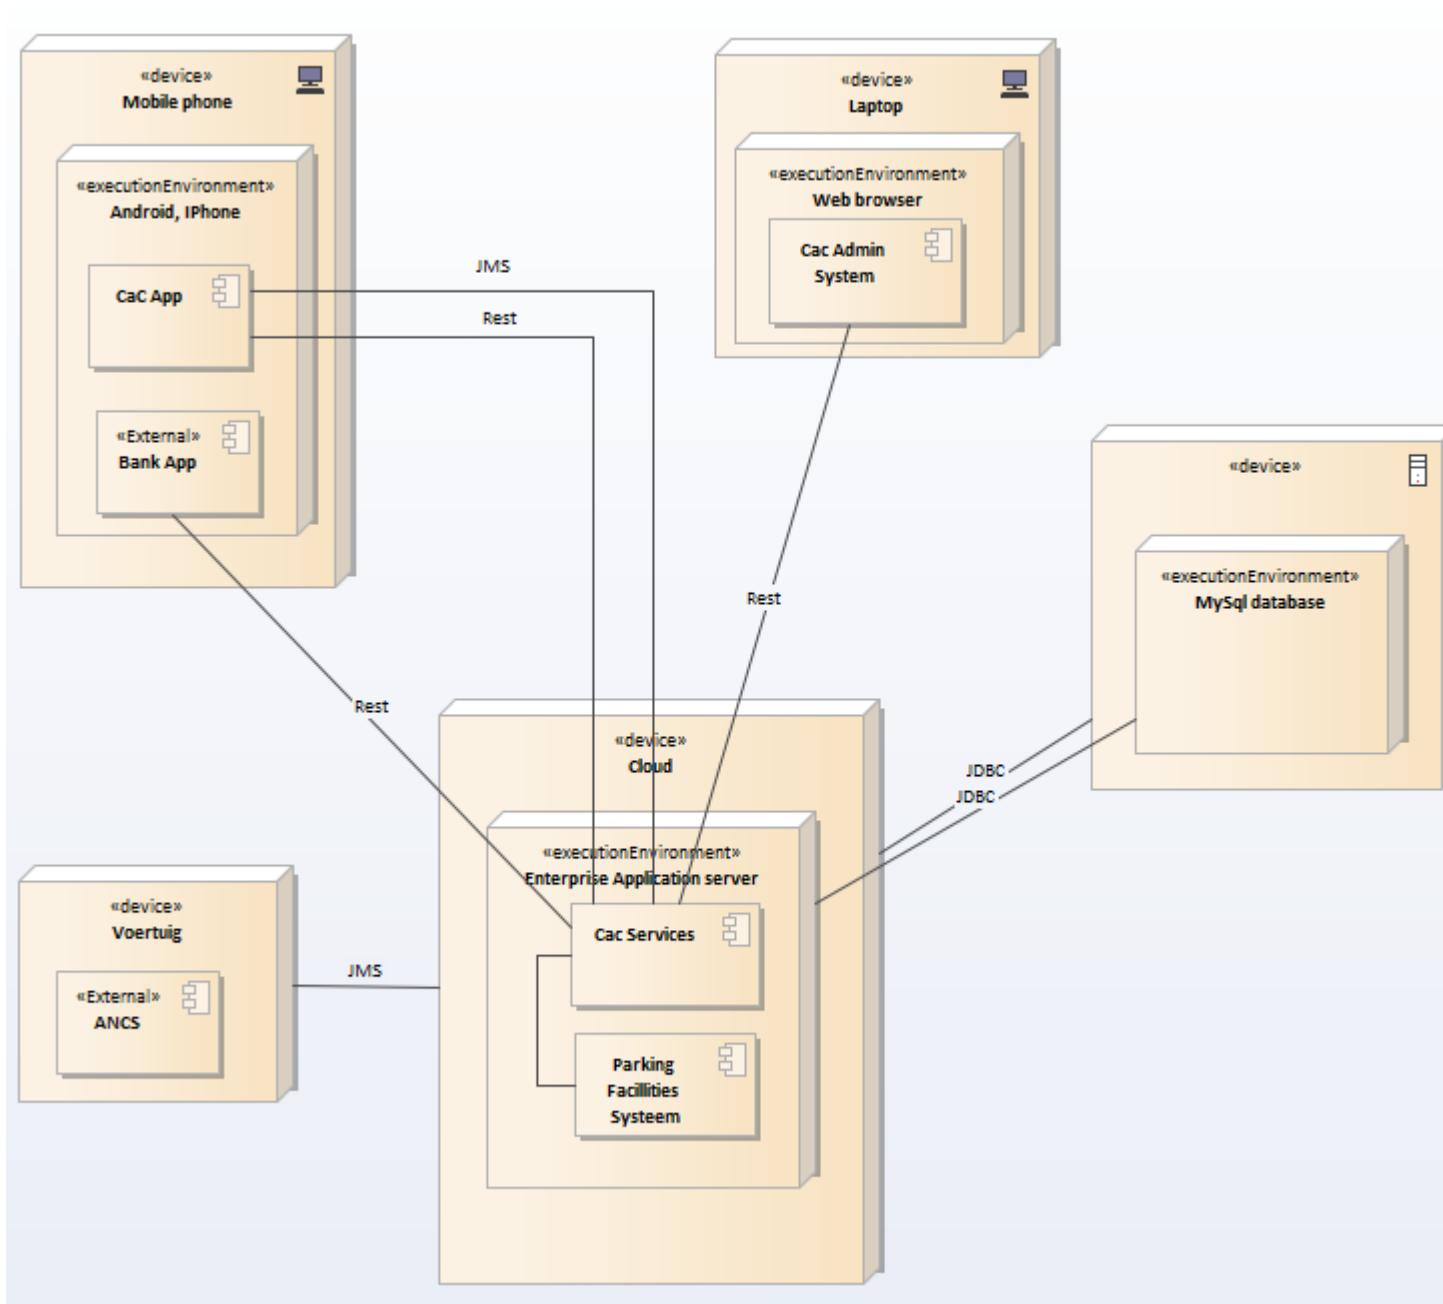 «device»
Mobile phone
«executionEnvironment»
Android, IPhone
CaC App
«External»
Bank App
JMS
Rest
«device»
Laptop
«executionEnvironment»
Web browser
Cac Admin
System
Rest
Rest
«device»
«executionEnvironment»
MySql database
JDBC
JDBC
«device»
Cloud
«executionEnvironment»
Enterprise Application server
Cac Services
Parking
Facillities
Systeem
«device»
Voertuig
«External»
ANCS
JMS